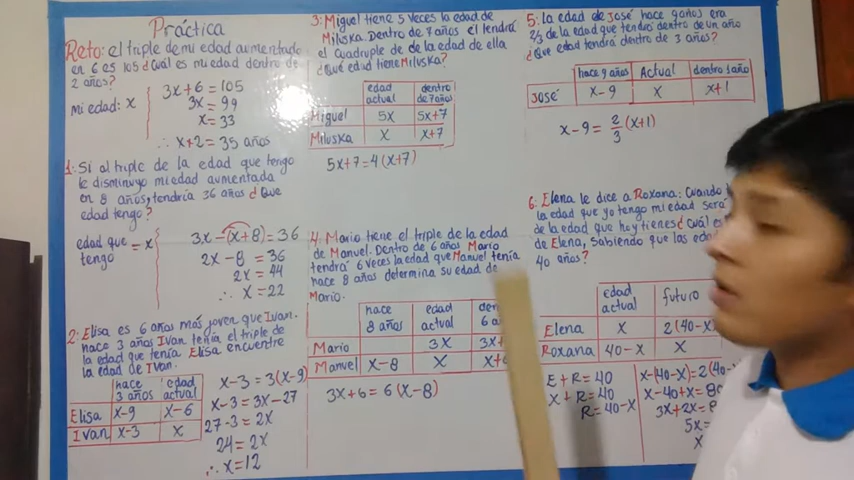 Práctica
Reto: el triple de mi edad aumentado
en 6 es 105 ¿Cuál es mi edad dentro de
2 años?
mi edad: x
3x+6 = 105
3x = 99
x = 33
∴ x+2 = 35 años
1: Si al triple de la edad que tengo
le disminuyo mi edad aumentada
en 8 años, tendría 36 años ¿Que
edad tengo?
edad que
tengo = x
3x-(x+8) = 36
2x - 8 = 36
2x = 44
∴ x = 22
2: Elisa es 6 años más joven que Ivan.
hace 3 años Ivan tenía el triple de
la edad que tenía Elisa encuentre
la edad de Ivan.
hace 3 años edad actual
Elisa x-9 x-6
Ivan x-3 x
x-3 = 3(x-9)
x-3 = 3x-27
27-3 = 2x
24 = 2x
∴ x=12
3: Miguel tiene 5 veces la edad de
Miluska. Dentro de 7 años el tendrá
el cuadruple de de la edad de ella
¿Qué edad tiene Miluska?
edad actual dentro de 7 años
Miguel 5x 5x+7
Miluska x x+7
5x+7 = 4(x+7)
4: Mario tiene el triple de la edad
de Manuel. Dentro de 6 años Mario
tendrá 6 veces la edad que Manuel tenía
hace 8 años determina su edad de
Mario.
hace 8 años edad actual
Mario 3x
Manuel x-8 x
3x+6 = 6(x-8)
5: la edad de José hace 9 años era
2/3 de la edad que tendrá dentro de un año
¿Que edad tendrá dentro de 3 años?
hace 9 años Actual dentro 1 año
José x-9 x x+1
x-9 = 2/3 (x+1)
6: Elena le dice a Roxana: Cuando
la edad que yo tengo mi edad será
de la edad que hoy tienes ¿Cuál
de Elena, Sabiendo que las
40 años?
edad actual futuro
Elena x 2(40-x)
Roxana 40-x x
E + R = 40
x + R = 40
R = 40-x
x-(40-x)=2(40-
x-40+x=80
3x+2x=
5x=
x